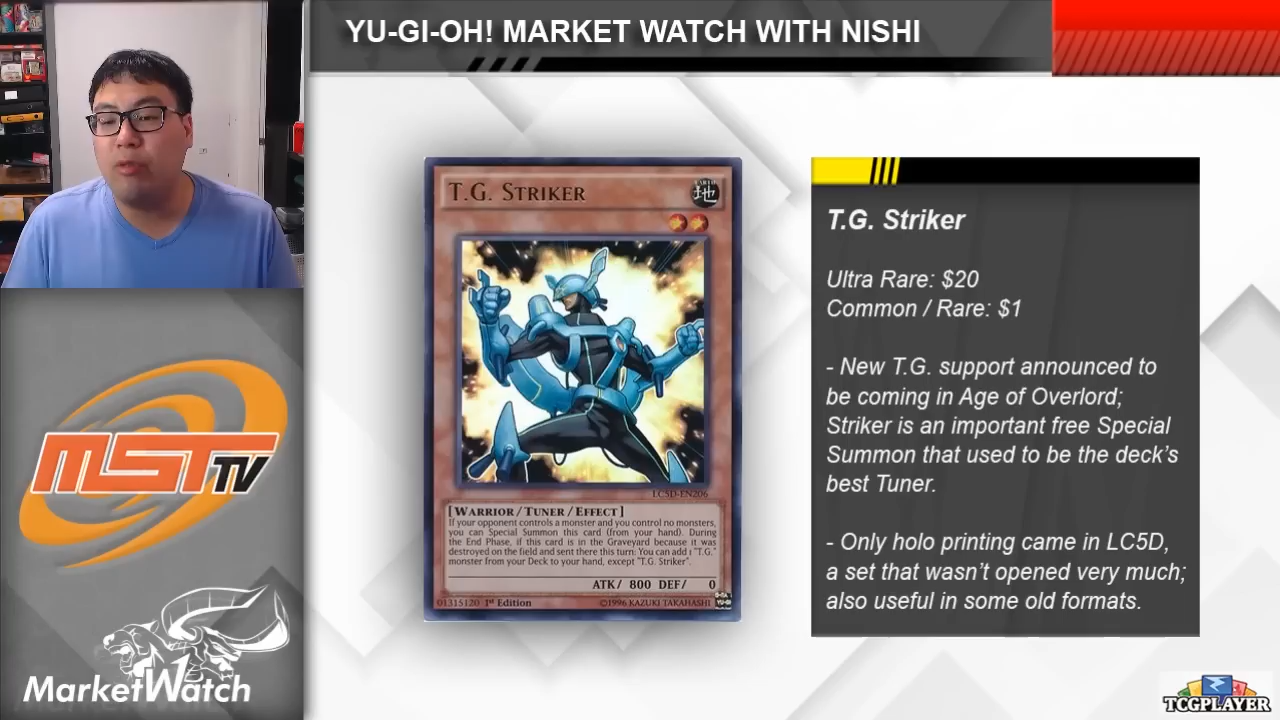 YU-GI-OH! MARKET WATCH WITH NISHI
T.G. STRIKER
EARTH
地
LC5D-EN206
[WARRIOR/TUNER/EFFECT]
If your opponent controls a monster and you control no monsters,
you can Special Summon this card (from your hand). During
the End Phase, if this card is in the Graveyard because it was
destroyed on the field and sent there this turn: You can add 1 "T.G."
monster from your Deck to your hand, except "T.G. Striker".
ATK/ 800 DEF/ 0
01315120 1st Edition
©1996 KAZUKI TAKAHASHI
T.G. Striker
Ultra Rare: $20
Common / Rare: $1
- New T.G. support announced to
be coming in Age of Overlord;
Striker is an important free Special
Summon that used to be the deck's
best Tuner.
- Only holo printing came in LC5D,
a set that wasn't opened very much;
also useful in some old formats.
MST TV
MarketWatch
TCGPLAYER